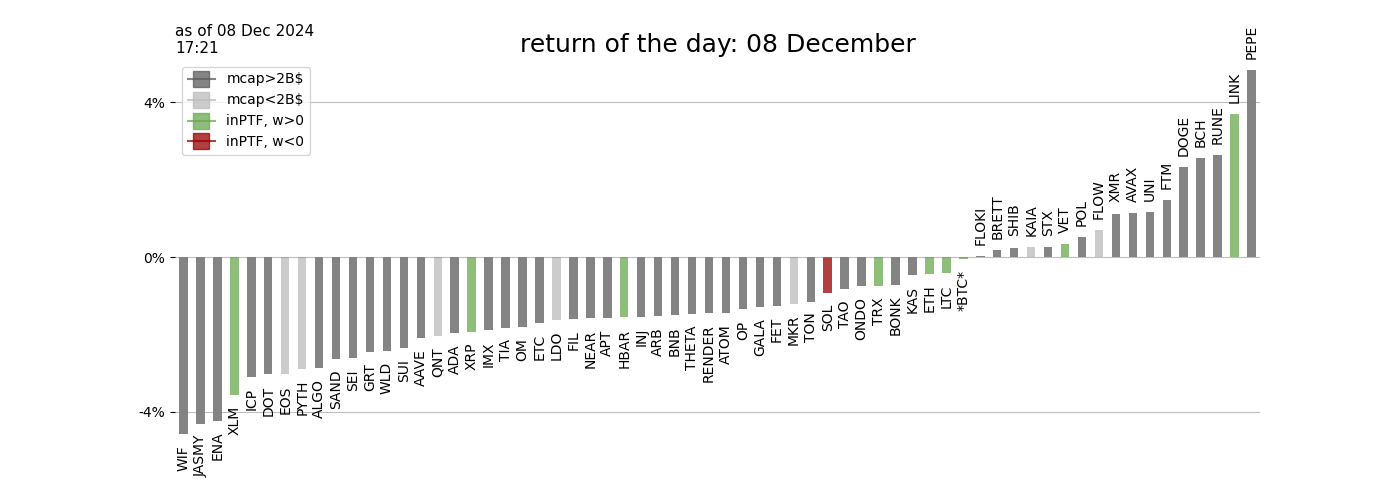 as of 08 Dec 2024
17:21
return of the day: 08 December
mcap>2B$
mcap<2B$
inPTF, w>0
inPTF, w<0
4%
0%
-4%
WIF
JASMY
ENA
XLM
ICP
DOT
EOS
PYTH
ALGO
SAND
SEI
GRT
WLD
SUI
AAVE
QNT
ADA
XRP
IMX
TIA
OM
ETC
LDO
FIL
NEAR
APT
HBAR
INJ
ARB
BNB
THETA
RENDER
ATOM
OP
GALA
FET
MKR
TON
SOL
TAO
ONDO
TRX
BONK
KAS
ETH
LTC
*BTC*
FLOKI
BRETT
SHIB
KAIA
STX
VET
POL
FLOW
XMR
AVAX
UNI
FTM
DOGE
BCH
RUNE
LINK
PEPE